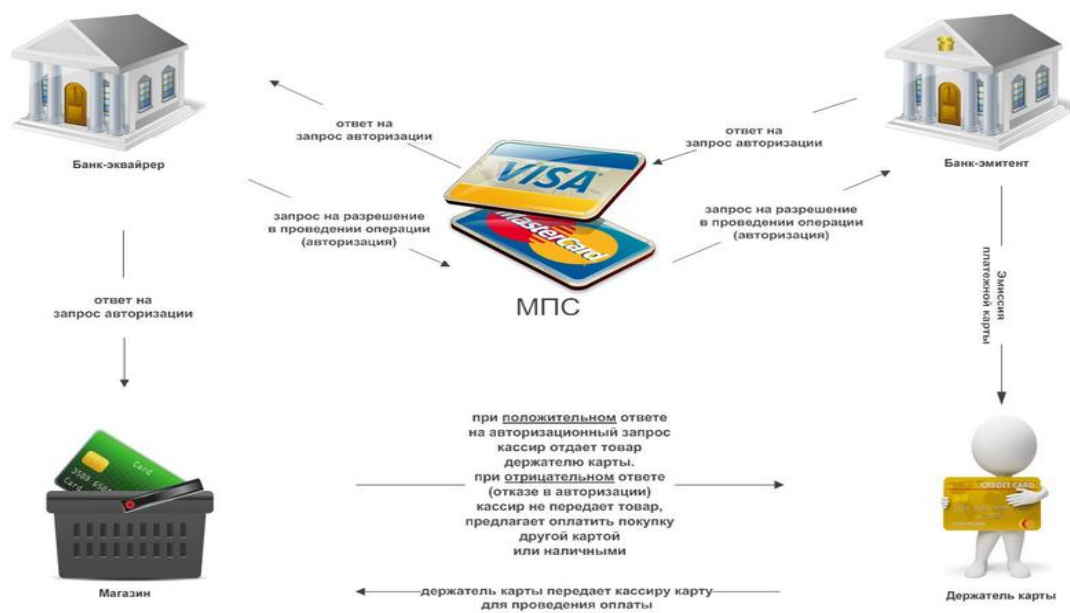 ответ на
запрос авторизации
ответ на
запрос авторизации
Банк-эквайрер
VISA
Банк-эмитент
запрос на разрешение
в проведении операции
(авторизация)
MasterCard
запрос на разрешение
в проведении операции
(авторизация)
МПС
Эмиссия
платежной карты
ответ на
запрос авторизации
при положительном ответе
на авторизационный запрос
кассир отдает товар
держателю карты.
при отрицательном ответе
(отказе в авторизации)
кассир не передает товар,
предлагает оплатить покупку
другой картой
или наличными
Card
Card
CREDIT CARD
Магазин
держатель карты передает кассиру карту
для проведения оплаты
Держатель карты